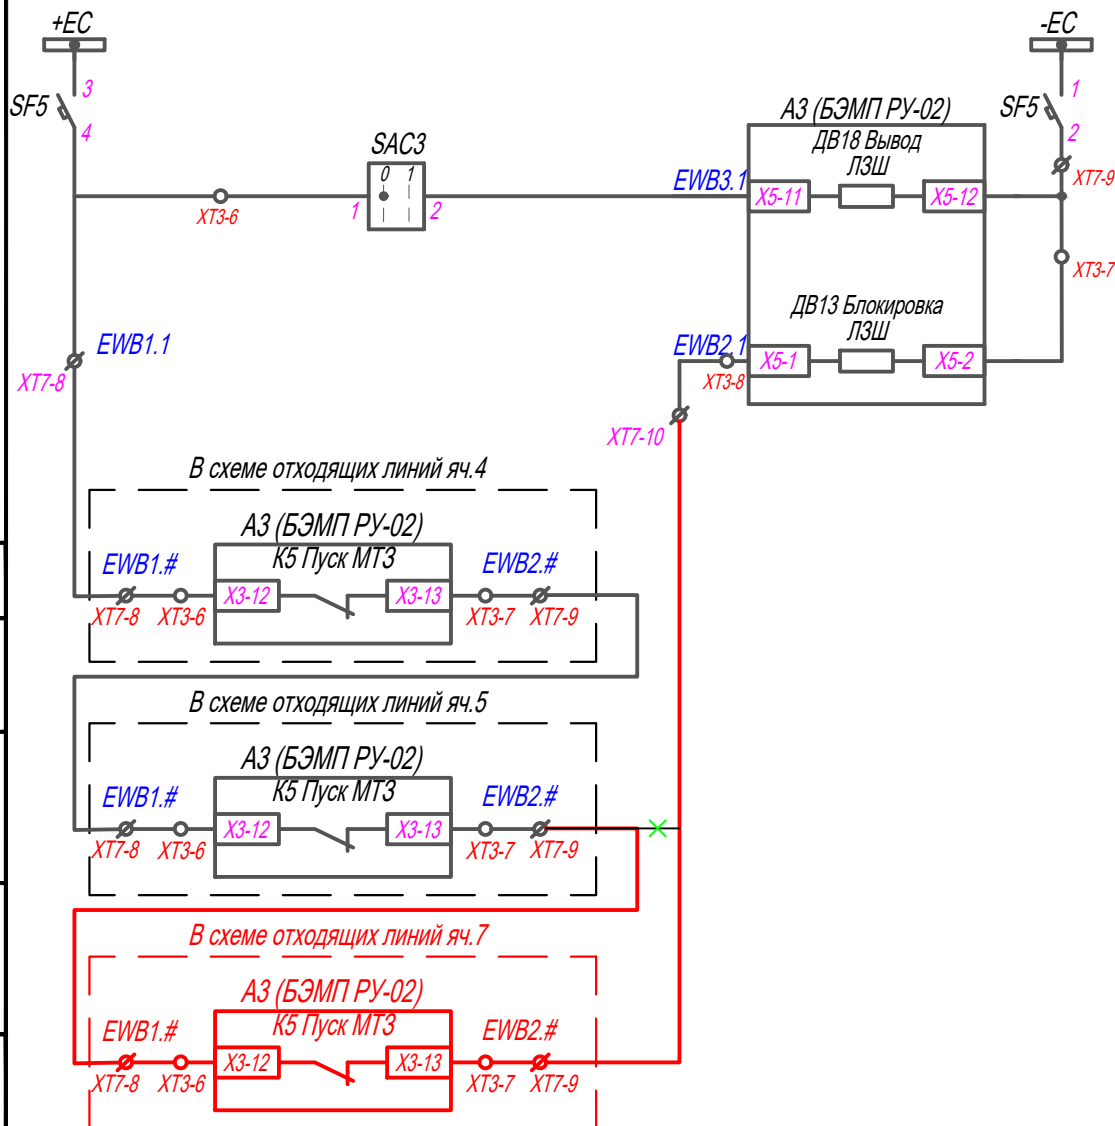 +EC
-EC
3
SF5
4
1
SF5
2
XT7-9
А3 (БЭМП РУ-02)
ДВ18 Вывод
ЛЗШ
SAC3
0 1
1
2
XT3-6
EWB3.1
X5-11
X5-12
XT3-7
ДВ13 Блокировка
ЛЗШ
EWB1.1
XT7-8
EWB2.1
XT3-8
X5-1
X5-2
XT7-10
В схеме отходящих линий яч.4
А3 (БЭМП РУ-02)
К5 Пуск МТЗ
EWB1.#
EWB2.#
X3-12
X3-13
XT7-8
XT3-6
XT3-7
XT7-9
В схеме отходящих линий яч.5
А3 (БЭМП РУ-02)
К5 Пуск МТЗ
EWB1.#
EWB2.#
X3-12
X3-13
XT7-8
XT3-6
XT3-7
XT7-9
В схеме отходящих линий яч.7
А3 (БЭМП РУ-02)
К5 Пуск МТЗ
EWB1.#
EWB2.#
X3-12
X3-13
XT7-8
XT3-6
XT3-7
XT7-9